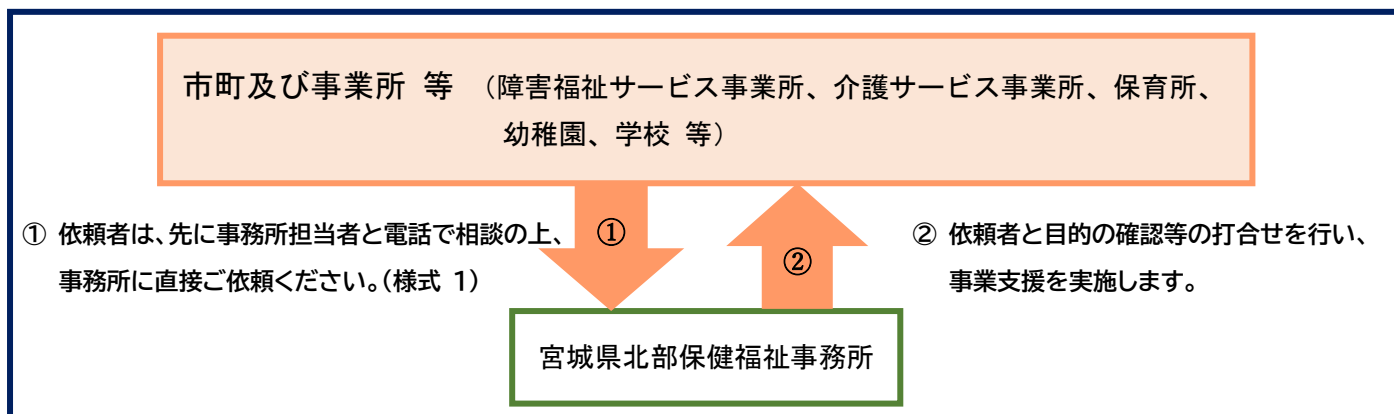 市町及び事業所 等 （障害福祉サービス事業所、介護サービス事業所、保育所、
幼稚園、学校 等）
① 依頼者は、先に事務所担当者と電話で相談の上、
事務所に直接ご依頼ください。（様式 1）
①
②
② 依頼者と目的の確認等の打合せを行い、
事業支援を実施します。
宮城県北部保健福祉事務所